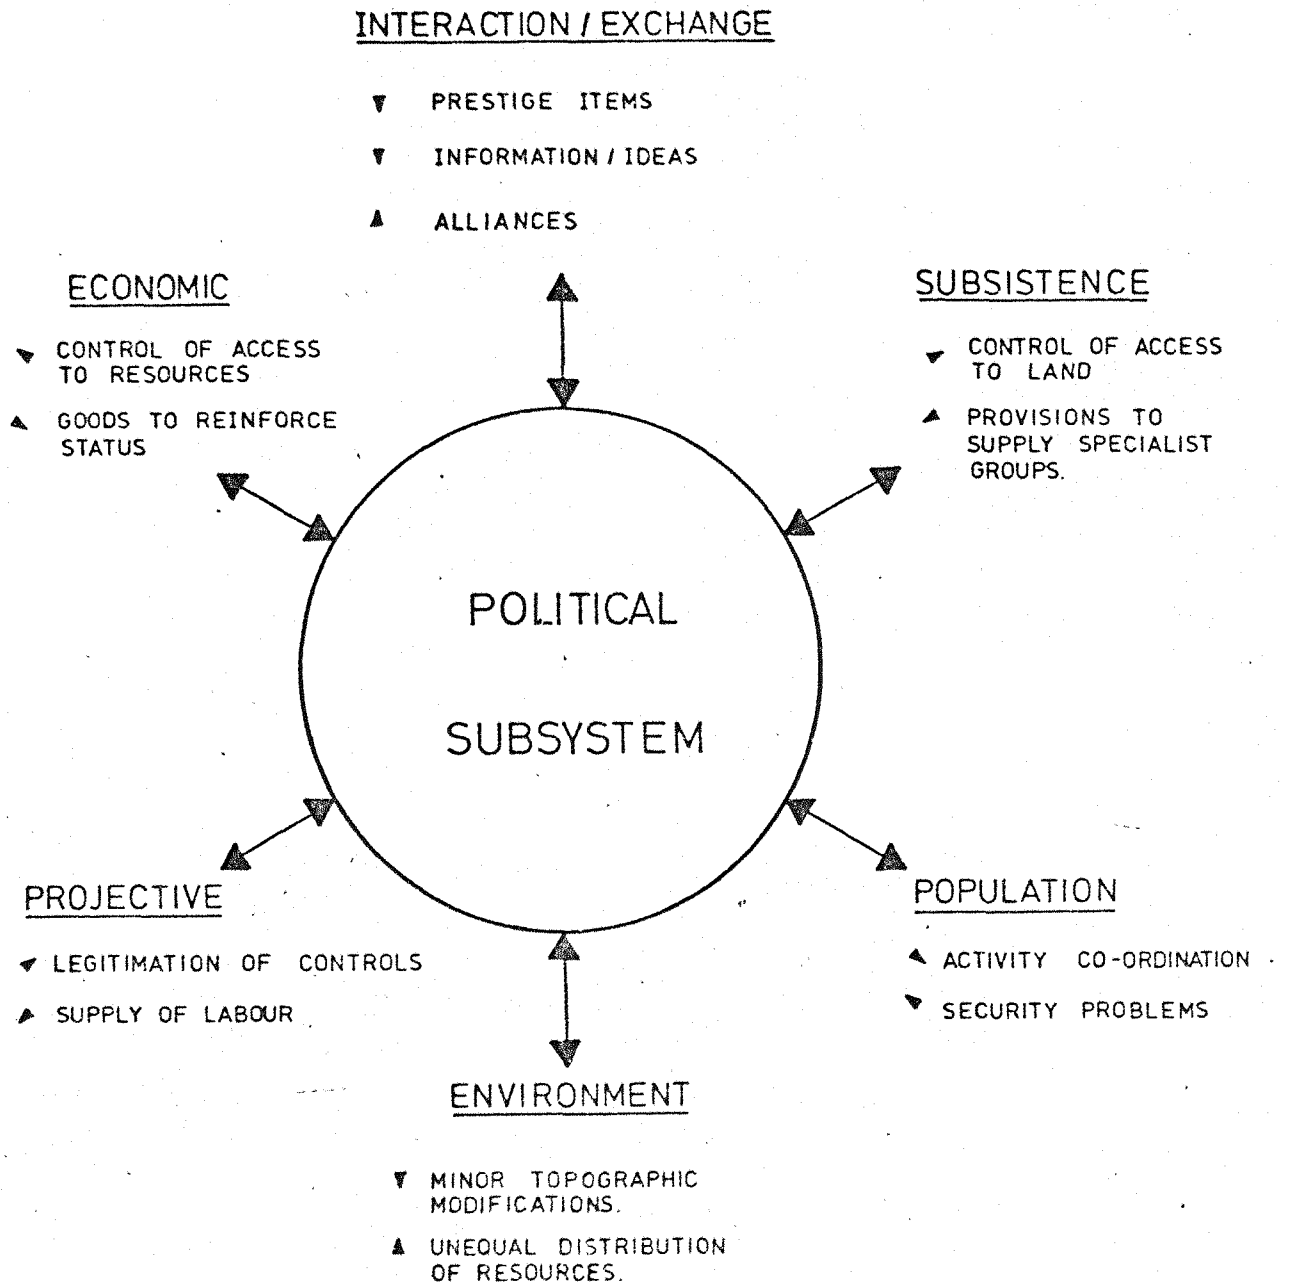 INTERACTION / EXCHANGE
PRESTIGE ITEMS
INFORMATION / IDEAS
ALLIANCES
ECONOMIC
CONTROL OF ACCESS
TO RESOURCES
GOODS TO REINFORCE
STATUS
SUBSISTENCE
CONTROL OF ACCESS
TO LAND
PROVISIONS TO
SUPPLY SPECIALIST
GROUPS.
POLITICAL
SUBSYSTEM
PROJECTIVE
LEGITIMATION OF CONTROLS
SUPPLY OF LABOUR
POPULATION
ACTIVITY CO-ORDINATION
SECURITY PROBLEMS
ENVIRONMENT
MINOR TOPOGRAPHIC
MODIFICATIONS.
UNEQUAL DISTRIBUTION
OF RESOURCES.